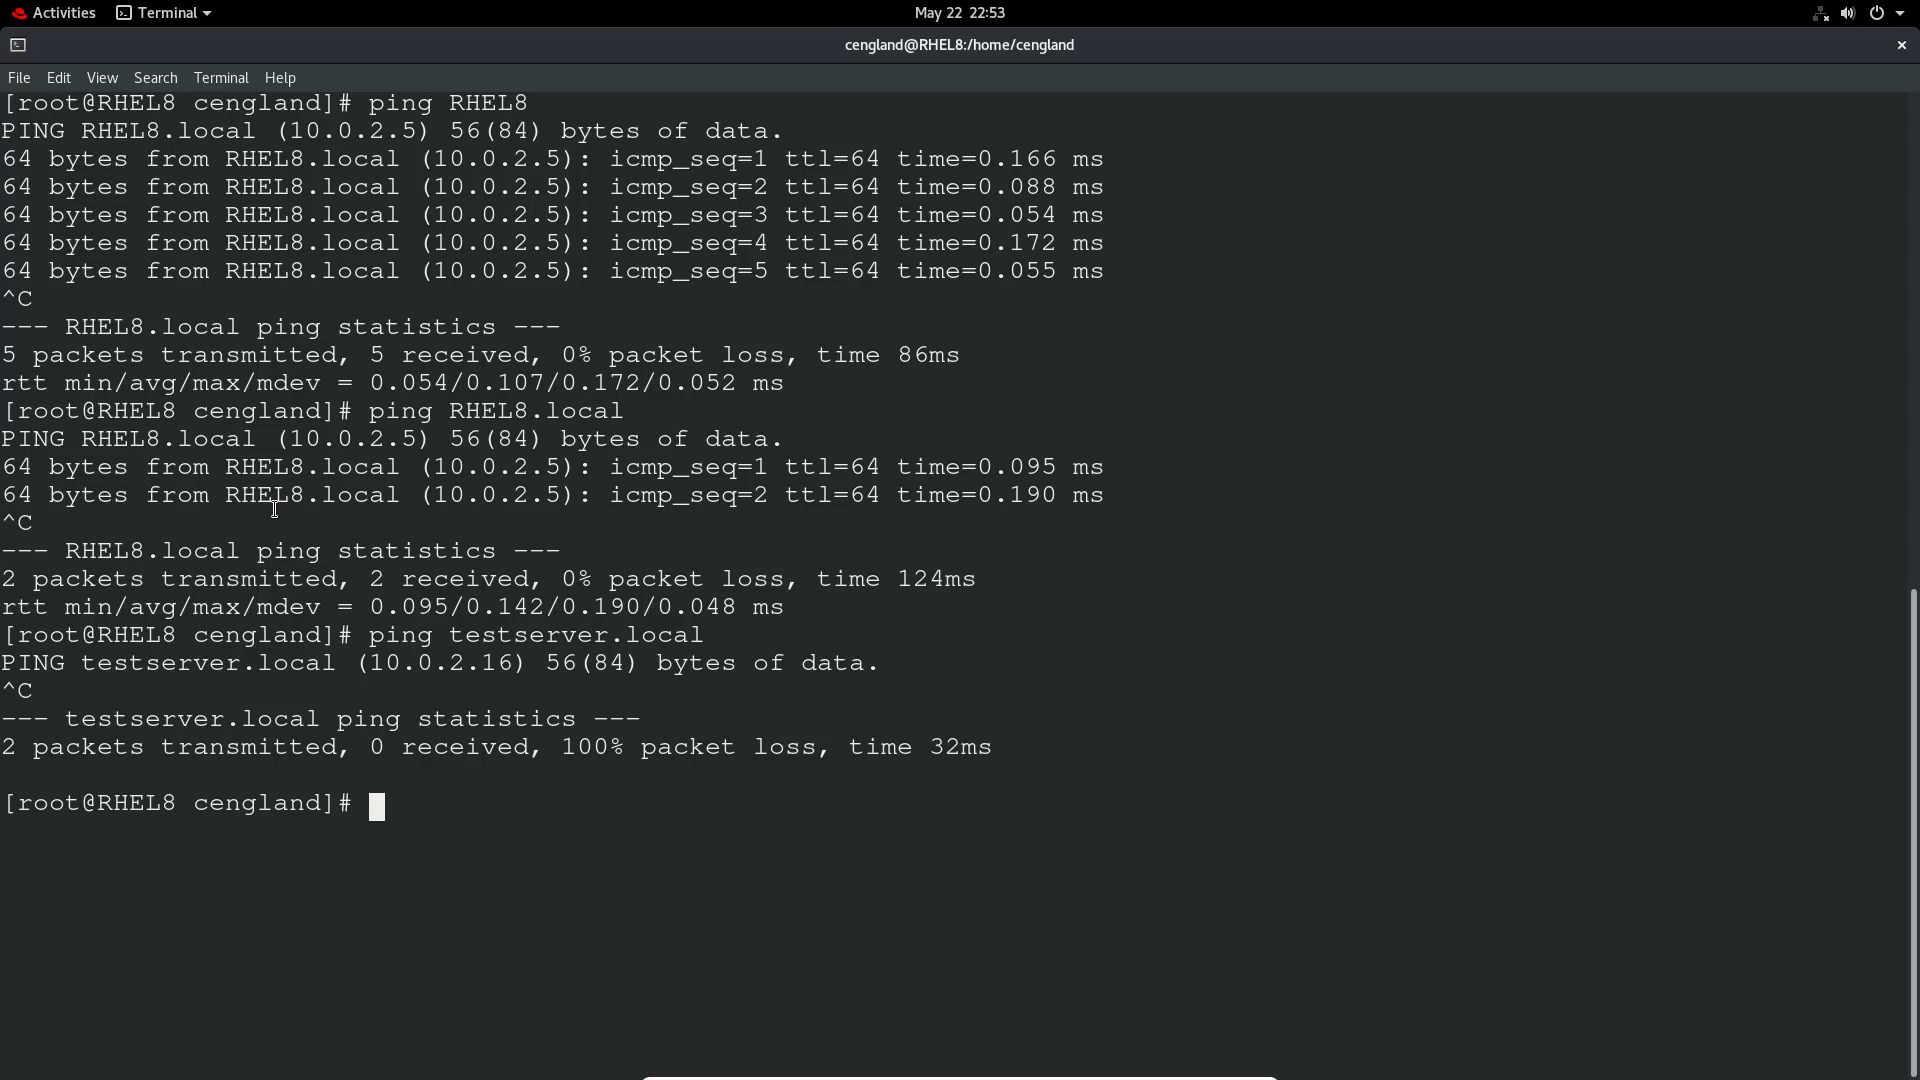 Activities Terminal May 22 22:53
cengland@RHEL8:/home/cengland
File Edit View Search Terminal Help
[root@RHEL8 cengland]# ping RHEL8
PING RHEL8.local (10.0.2.5) 56(84) bytes of data.
64 bytes from RHEL8.local (10.0.2.5): icmp_seq=1 ttl=64 time=0.166 ms
64 bytes from RHEL8.local (10.0.2.5): icmp_seq=2 ttl=64 time=0.088 ms
64 bytes from RHEL8.local (10.0.2.5): icmp_seq=3 ttl=64 time=0.054 ms
64 bytes from RHEL8.local (10.0.2.5): icmp_seq=4 ttl=64 time=0.172 ms
64 bytes from RHEL8.local (10.0.2.5): icmp_seq=5 ttl=64 time=0.055 ms
^C
--- RHEL8.local ping statistics ---
5 packets transmitted, 5 received, 0% packet loss, time 86ms
rtt min/avg/max/mdev = 0.054/0.107/0.172/0.052 ms
[root@RHEL8 cengland]# ping RHEL8.local
PING RHEL8.local (10.0.2.5) 56(84) bytes of data.
64 bytes from RHEL8.local (10.0.2.5): icmp_seq=1 ttl=64 time=0.095 ms
64 bytes from RHEL8.local (10.0.2.5): icmp_seq=2 ttl=64 time=0.190 ms
^C
--- RHEL8.local ping statistics ---
2 packets transmitted, 2 received, 0% packet loss, time 124ms
rtt min/avg/max/mdev = 0.095/0.142/0.190/0.048 ms
[root@RHEL8 cengland]# ping testserver.local
PING testserver.local (10.0.2.16) 56(84) bytes of data.
^C
--- testserver.local ping statistics ---
2 packets transmitted, 0 received, 100% packet loss, time 32ms
[root@RHEL8 cengland]#